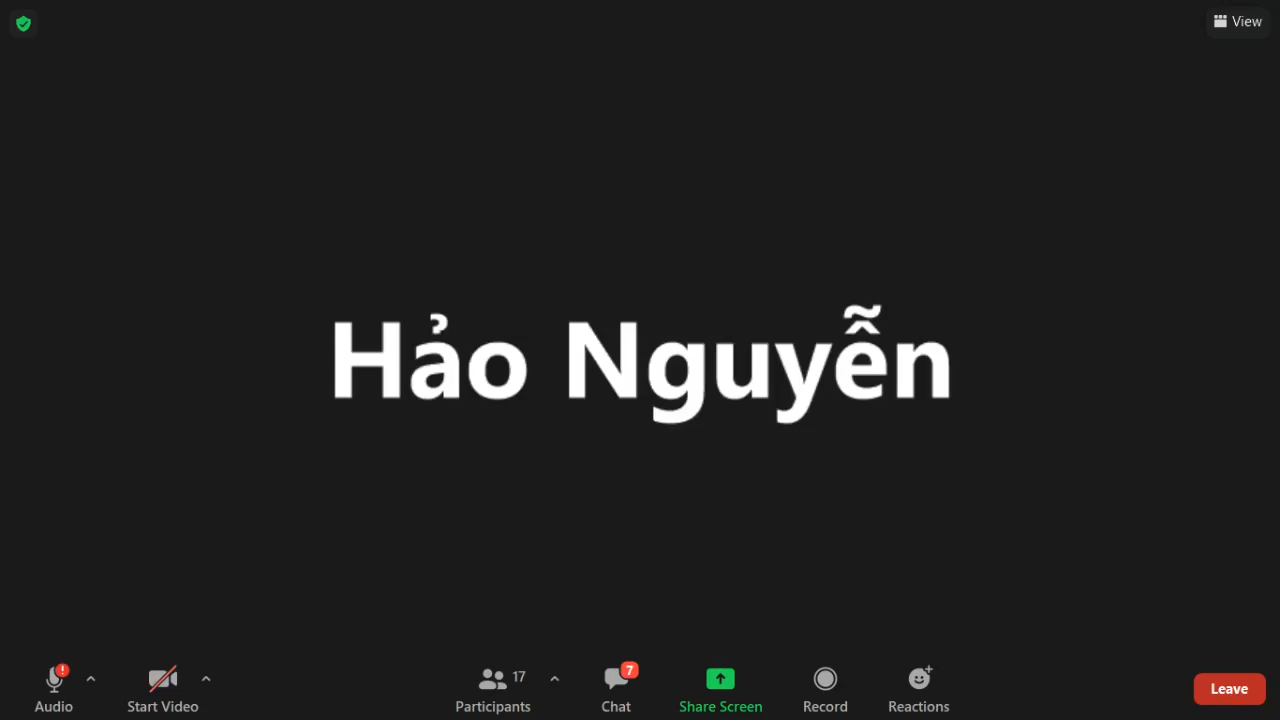 View
Hảo Nguyễn
!
17
7
Audio
Start Video
Participants
Chat
Share Screen
Record
Reactions
Leave